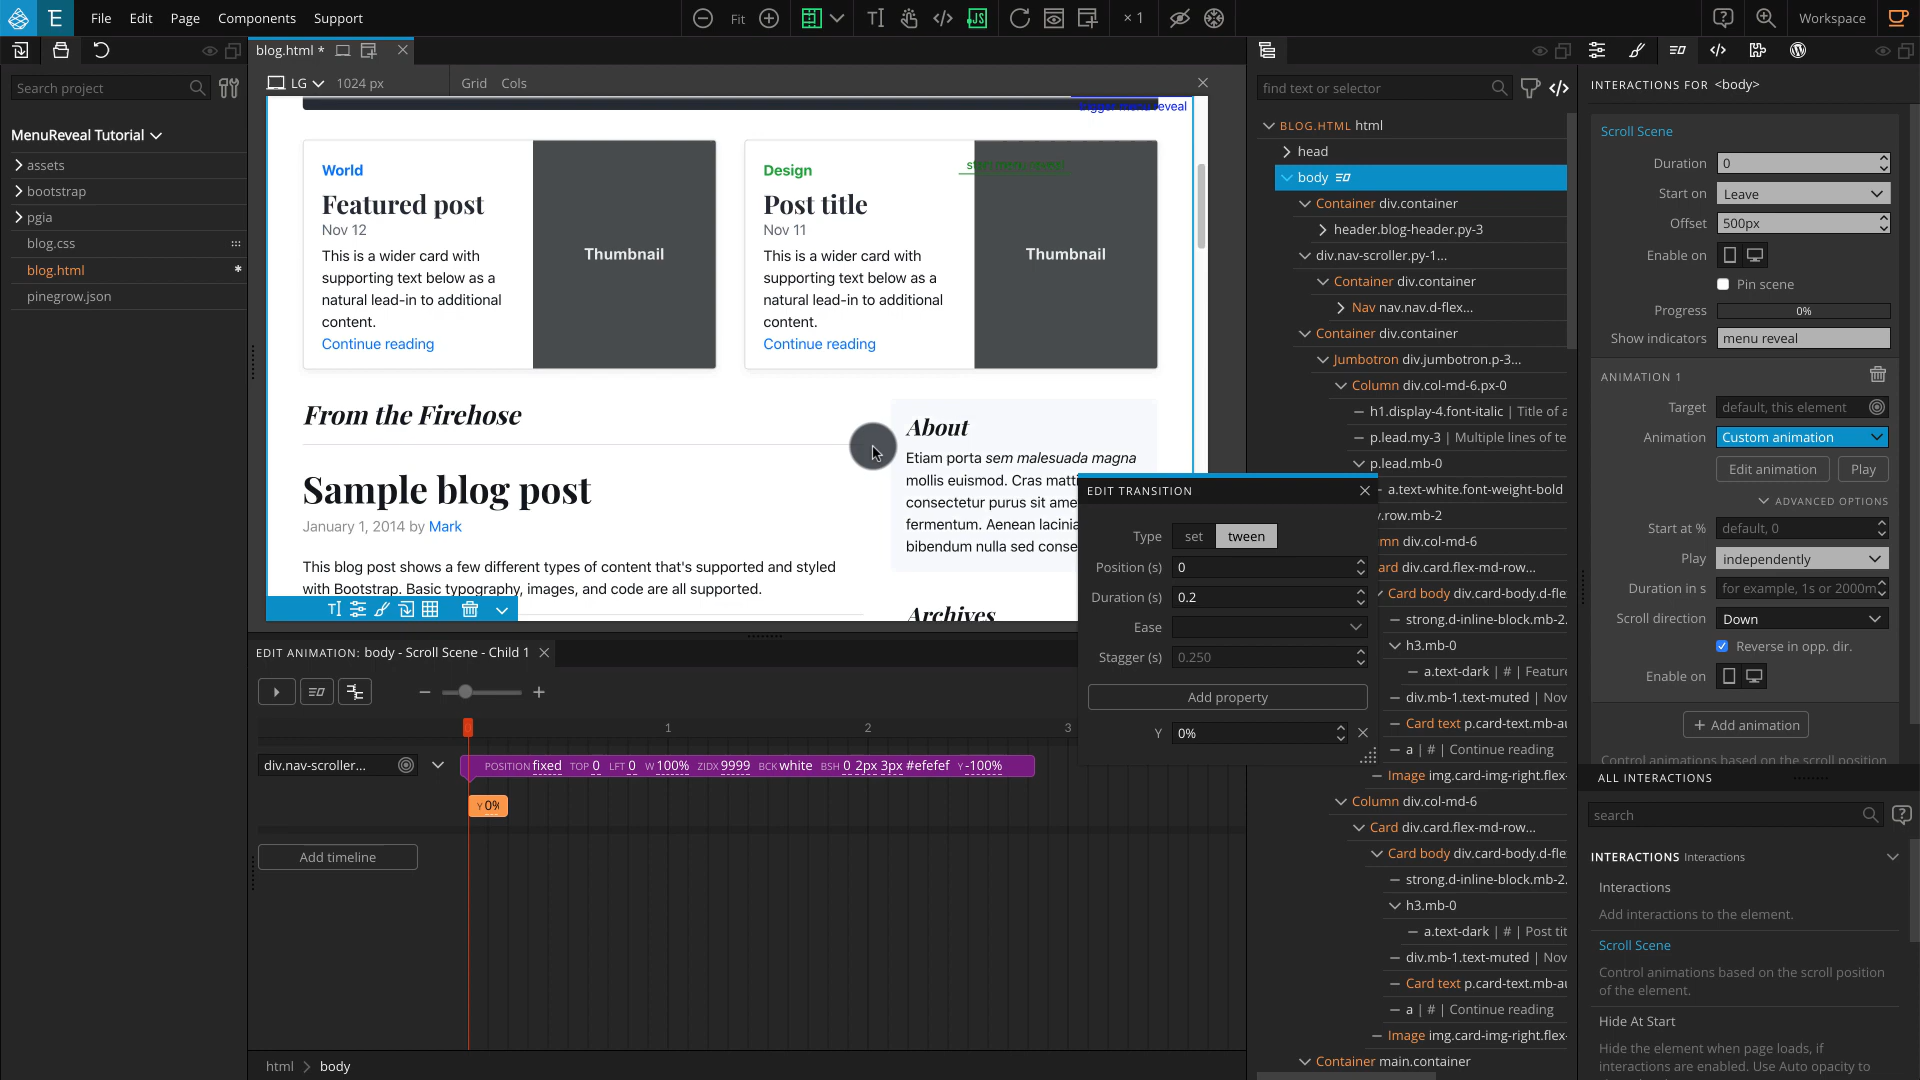 E File Edit Page Components Support
Fit
JS
× 1
Workspace
blog.html *
Search project
MenuReveal Tutorial
assets
bootstrap
pgia
blog.css
blog.html *
pinegrow.json
LG 1024 px Grid Cols
trigger menu reveal
World
Featured post
Nov 12
This is a wider card with
supporting text below as a
natural lead-in to additional
content.
Continue reading
Thumbnail
Design
Post title
Nov 11
This is a wider card with
supporting text below as a
natural lead-in to additional
content.
Continue reading
Thumbnail
From the Firehose
Sample blog post
January 1, 2014 by Mark
This blog post shows a few different types of content that's supported and styled
with Bootstrap. Basic typography, images, and code are all supported.
About
Etiam porta sem malesuada magna
mollis euismod. Cras matt
consectetur purus sit ame
fermentum. Aenean lacinia
bibendum nulla sed conse
Archives
EDIT TRANSITION
Type set tween
Position (s) 0
Duration (s) 0.2
Ease
Stagger (s) 0.250
Add property
Y 0%
EDIT ANIMATION: body - Scroll Scene - Child 1
0 1 2 3
div.nav-scroller...
POSITION fixed TOP 0 LFT 0 W 100% ZIDX 9999 BCK white BSH 0 2px 3px #efefef Y -100%
Y 0%
Add timeline
html > body
find text or selector
BLOG.HTML html
head
body
Container div.container
header.blog-header.py-3
div.nav-scroller.py-1...
Container div.container
Nav nav.nav.d-flex...
Container div.container
Jumbotron div.jumbotron.p-3...
Column div.col-md-6.px-0
h1.display-4.font-italic | Title of a
p.lead.my-3 | Multiple lines of te
p.lead.mb-0
a.text-white.font-weight-bold
v.row.mb-2
mn div.col-md-6
ard div.card.flex-md-row...
Card body div.card-body.d-fle
strong.d-inline-block.mb-2.
h3.mb-0
a.text-dark | # | Feature
div.mb-1.text-muted | Nov
Card text p.card-text.mb-au
a | # | Continue reading
Image img.card-img-right.flex-
Column div.col-md-6
Card div.card.flex-md-row...
Card body div.card-body.d-fle
strong.d-inline-block.mb-2.
h3.mb-0
a.text-dark | # | Post tit
div.mb-1.text-muted | Nov
Card text p.card-text.mb-au
a | # | Continue reading
Image img.card-img-right.flex-
Container main.container
INTERACTIONS FOR <body>
Scroll Scene
Duration 0
Start on Leave
Offset 500px
Enable on
Pin scene
Progress 0%
Show indicators menu reveal
ANIMATION 1
Target default, this element
Animation Custom animation
Edit animation Play
ADVANCED OPTIONS
Start at % default, 0
Play independently
Duration in s for example, 1s or 2000m
Scroll direction Down
Reverse in opp. dir.
Enable on
+ Add animation
Control animations based on the scroll position
ALL INTERACTIONS
search
INTERACTIONS Interactions
Interactions
Add interactions to the element.
Scroll Scene
Control animations based on the scroll position
of the element.
Hide At Start
Hide the element when page loads, if
interactions are enabled. Use Auto opacity to